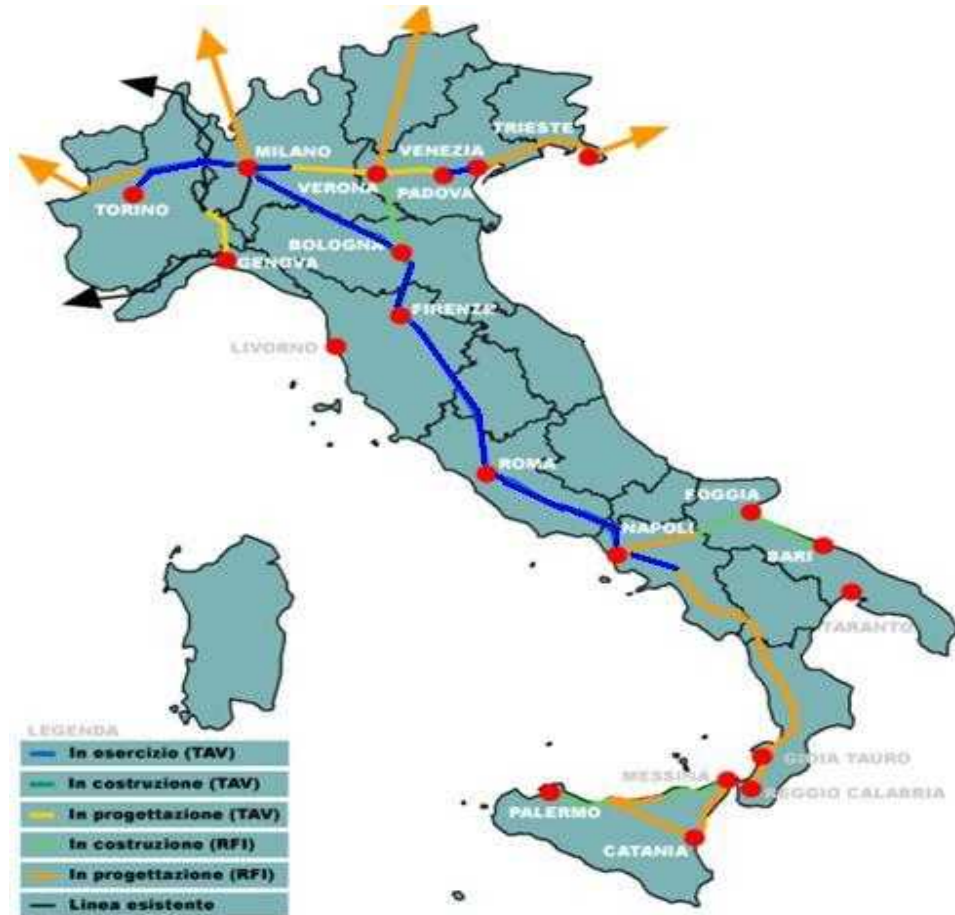 TRIESTE
MILANO
VENEZIA
VERONA
PADOVA
TORINO
BOLOGNA
GENOVA
FIRENZE
LIVORNO
ROMA
FOGGIA
NAPOLI
BARI
TARANTO
GIOIA TAURO
MESSINA
REGGIO CALABRIA
PALERMO
CATANIA
LEGENDA
In esercizio (TAV)
In costruzione (TAV)
In progettazione (TAV)
In costruzione (RFI)
In progettazione (RFI)
Linea esistente